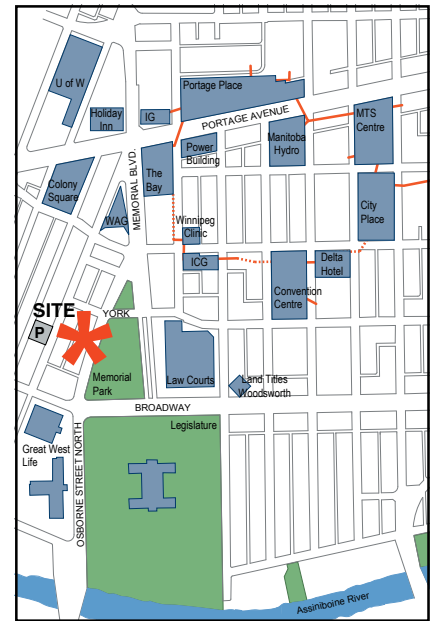 U of W
Portage Place
Holiday
Inn
IG
PORTAGE AVENUE
MTS
Centre
Manitoba
Hydro
Power
Building
MEMORIAL BLVD.
The
Bay
Colony
Square
WAG
Winnipeg
Clinic
City
Place
ICG
Delta
Hotel
Convention
Centre
SITE
P
YORK
Memorial
Park
Law Courts
Land Titles
Woodsworth
BROADWAY
Legislature
Great West
Life
OSBORNE STREET NORTH
Assiniboine River